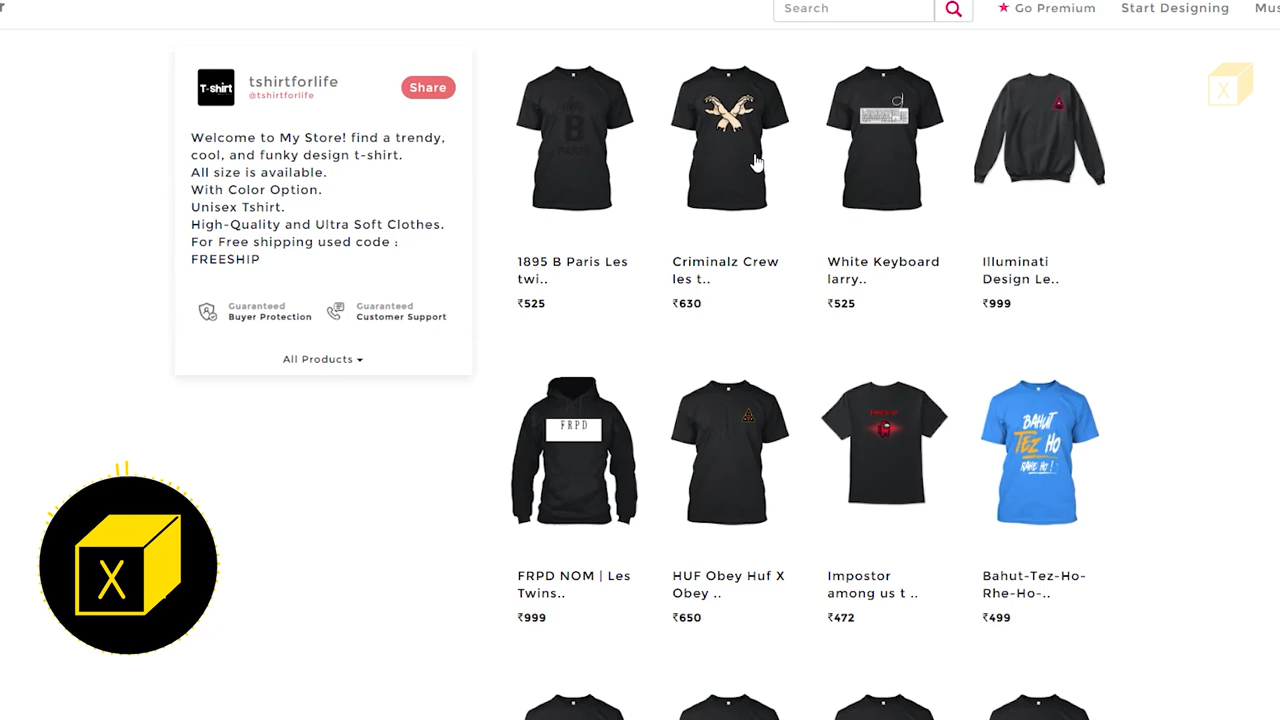 r
Search
Go Premium
Start Designing
Mus
T-shirt
tshirtforlife
@tshirtforlife
Share
Welcome to My Store! find a trendy,
cool, and funky design t-shirt.
All size is available.
With Color Option.
Unisex Tshirt.
High-Quality and Ultra Soft Clothes.
For Free shipping used code :
FREESHIP
Guaranteed
Buyer Protection
Guaranteed
Customer Support
All Products
B
PARIS
d
X
1895 B Paris Les
twi..
₹525
Criminalz Crew
les t..
₹630
White Keyboard
larry..
₹525
Illuminati
Design Le..
₹999
FRPD
BAHUT
TEZ HO
RAHE HO !
FRPD NOM | Les
Twins..
₹999
HUF Obey Huf X
Obey ..
₹650
Impostor
among us t ..
₹472
Bahut-Tez-Ho-
Rhe-Ho-..
₹499
X